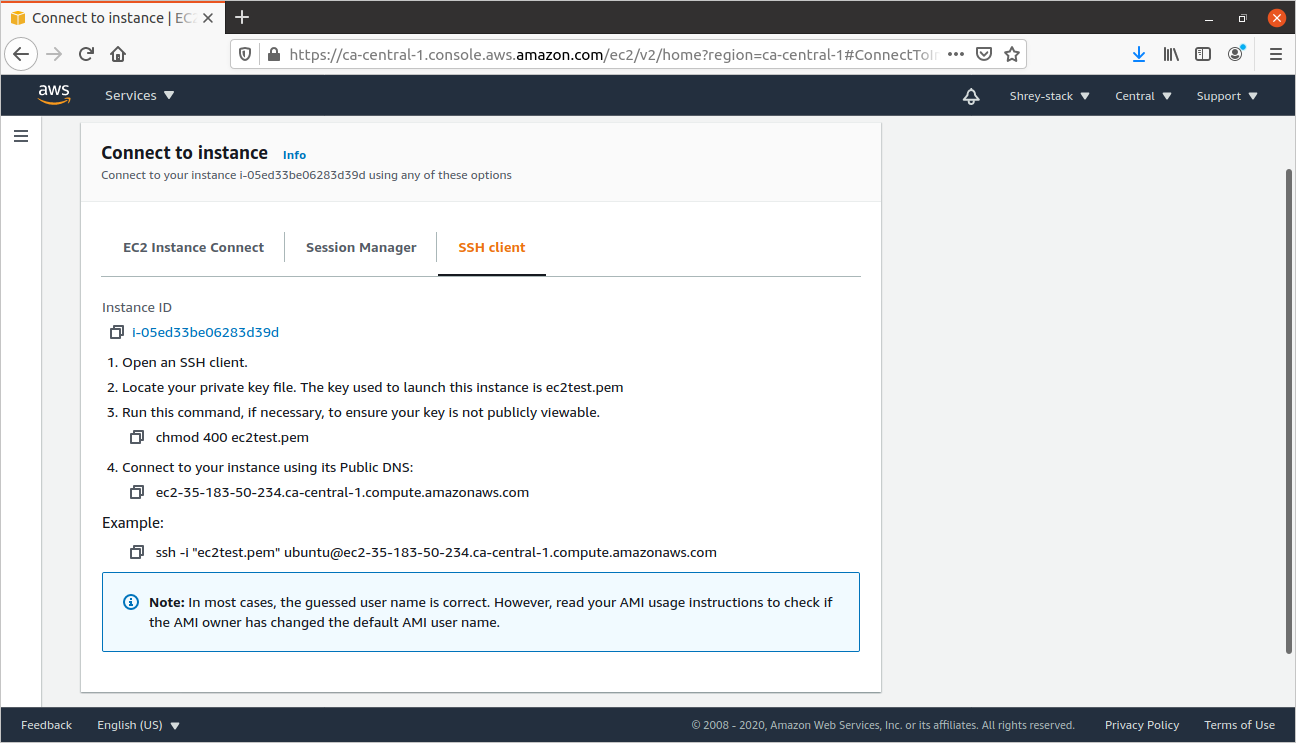 Connect to instance | EC2
https://ca-central-1.console.aws.amazon.com/ec2/v2/home?region=ca-central-1#ConnectToIn
aws Services Shrey-stack Central Support
Connect to instance Info
Connect to your instance i-05ed33be06283d39d using any of these options
EC2 Instance Connect Session Manager SSH client
Instance ID
i-05ed33be06283d39d
1. Open an SSH client.
2. Locate your private key file. The key used to launch this instance is ec2test.pem
3. Run this command, if necessary, to ensure your key is not publicly viewable.
chmod 400 ec2test.pem
4. Connect to your instance using its Public DNS:
ec2-35-183-50-234.ca-central-1.compute.amazonaws.com
Example:
ssh -i "ec2test.pem" ubuntu@ec2-35-183-50-234.ca-central-1.compute.amazonaws.com
Note: In most cases, the guessed user name is correct. However, read your AMI usage instructions to check if
the AMI owner has changed the default AMI user name.
Feedback English (US) © 2008 - 2020, Amazon Web Services, Inc. or its affiliates. All rights reserved. Privacy Policy Terms of Use